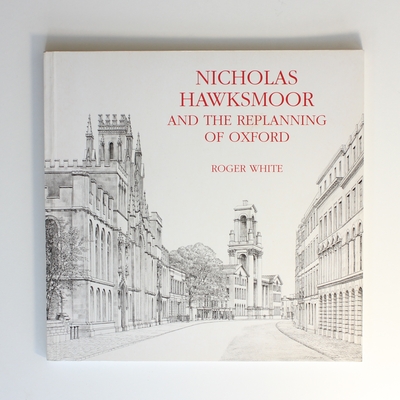 NICHOLAS
HAWKSMOOR
AND THE REPLANNING
OF OXFORD
ROGER WHITE